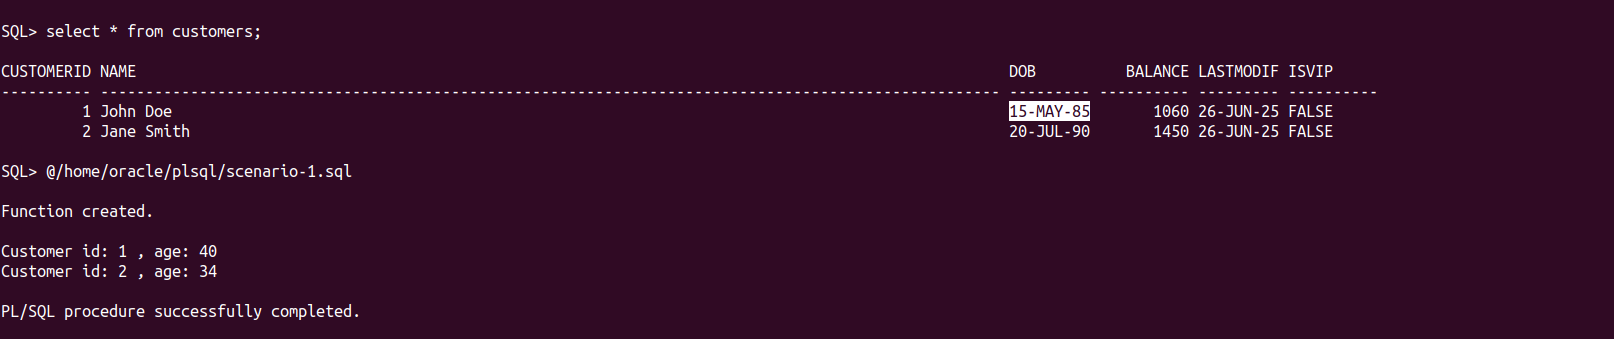 SQL> select * from customers;
CUSTOMERID NAME                                                                                                 DOB          BALANCE LASTMODIF ISVIP
---------- ---------------------------------------------------------------------------------------------------- --------- ---------- --------- ----------
         1 John Doe                                                                                             15-MAY-85       1060 26-JUN-25 FALSE
         2 Jane Smith                                                                                           20-JUL-90       1450 26-JUN-25 FALSE
SQL> @/home/oracle/plsql/scenario-1.sql
Function created.
Customer id: 1 , age: 40
Customer id: 2 , age: 34
PL/SQL procedure successfully completed.